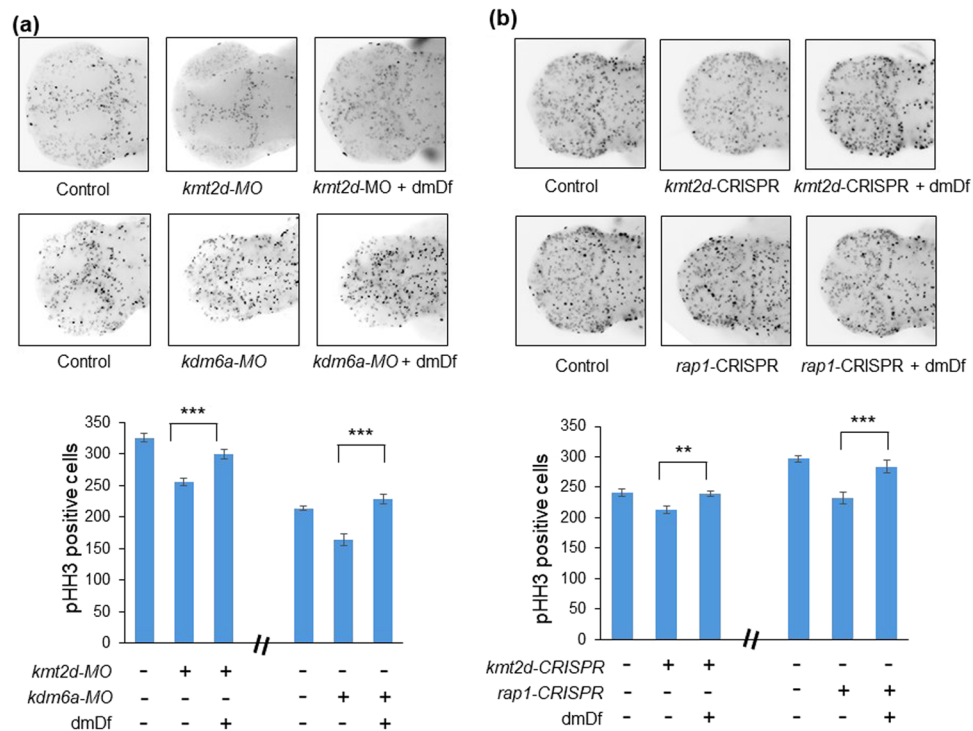 (a)
Control kmt2d-MO kmt2d-MO + dmDf
Control kdm6a-MO kdm6a-MO + dmDf
pHH3 positive cells
350
300
250
200
150
100
50
0
*** ***
kmt2d-MO - + + - - -
kdm6a-MO - - - - + +
dmDf - - + - - +
(b)
Control kmt2d-CRISPR kmt2d-CRISPR + dmDf
Control rap1-CRISPR rap1-CRISPR + dmDf
pHH3 positive cells
350
300
250
200
150
100
50
0
** ***
kmt2d-CRISPR - + + - - -
rap1-CRISPR - - - - + +
dmDf - - + - - +